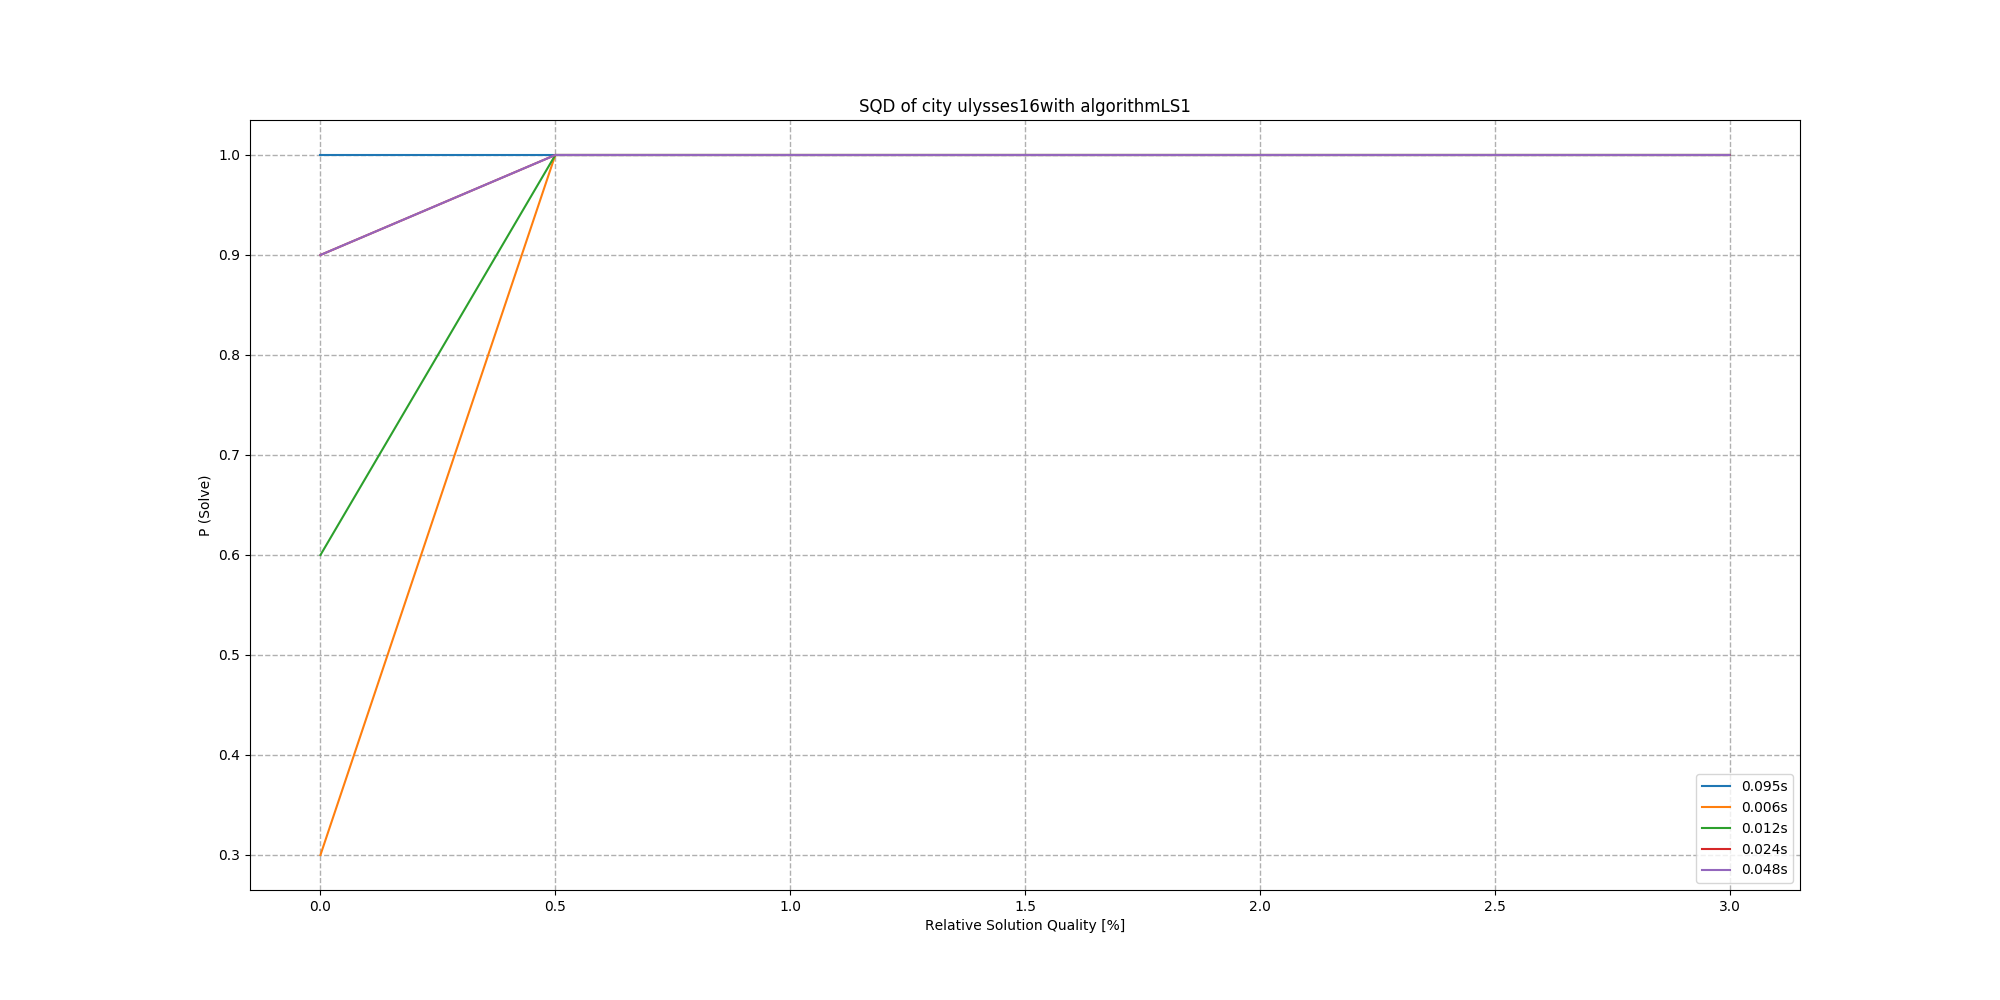 SQD of city ulysses16with algorithmLS1
1.0
0.9
0.8
0.7
0.6
0.5
0.4
0.3
P (Solve)
0.0 0.5 1.0 1.5 2.0 2.5 3.0
Relative Solution Quality [%]
0.095s
0.006s
0.012s
0.024s
0.048s